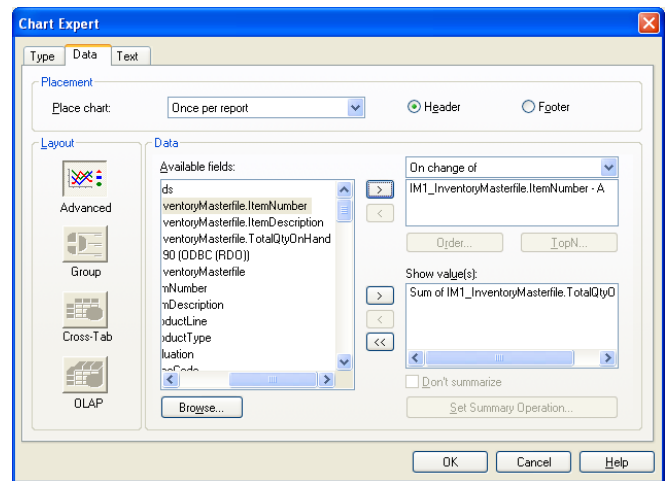 Chart Expert
Type Data Text
Placement
Place chart: Once per report Header Footer
Layout
Advanced
Group
Cross-Tab
OLAP
Data
Available fields:
ds
ventoryMasterfile.ItemNumber
ventoryMasterfile.ItemDescription
ventoryMasterfile.TotalQtyOnHand
90 (ODBC (RDO))
ventoryMasterfile
mNumber
mDescription
oductLine
oductType
luation
Browse...
>
<
>
<
<<
On change of
IM1_InventoryMasterfile.ItemNumber - A
Order... TopN...
Show value(s):
Sum of IM1_InventoryMasterfile.TotalQtyO
Don't summarize
Set Summary Operation...
OK Cancel Help